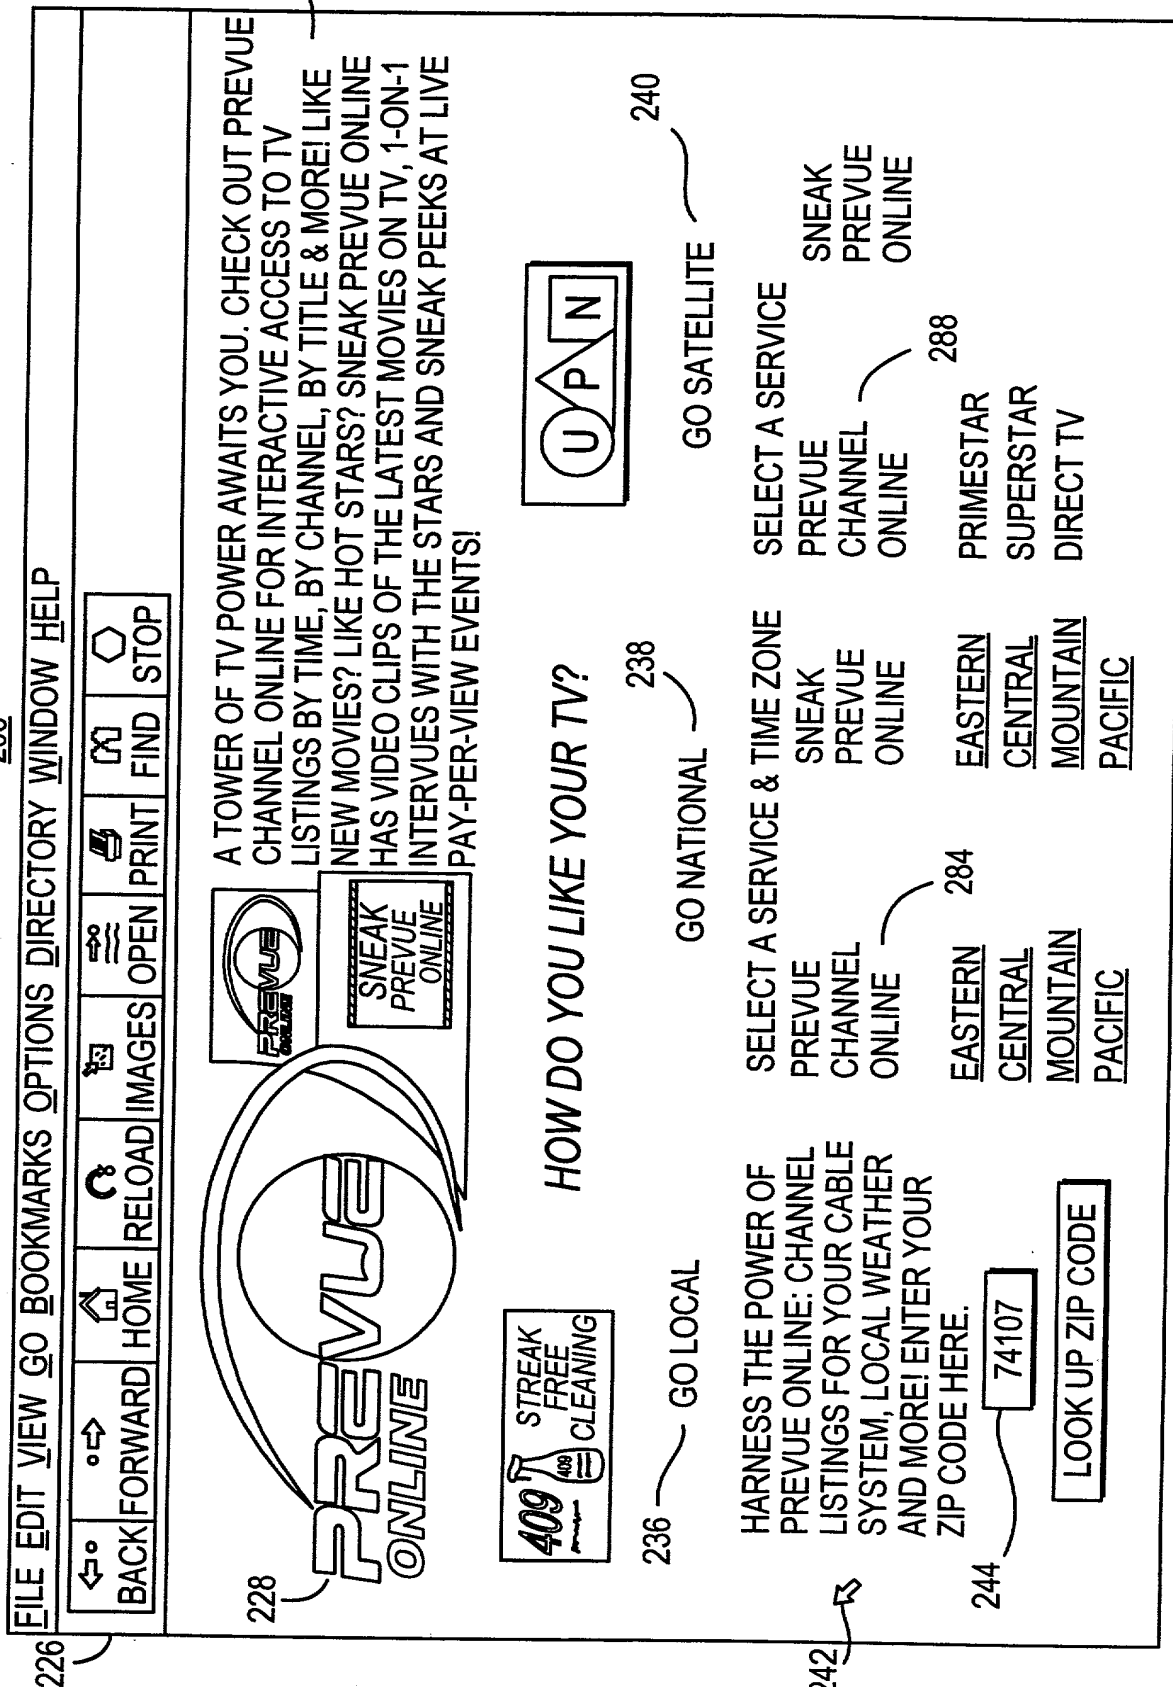 FILE EDIT VIEW GO BOOKMARKS OPTIONS DIRECTORY WINDOW HELP
226
BACK FORWARD HOME RELOAD IMAGES OPEN PRINT FIND STOP
228
PREVUE
ONLINE
PREVUE
ONLINE
SNEAK
PREVUE
ONLINE
A TOWER OF TV POWER AWAITS YOU. CHECK OUT PREVUE
CHANNEL ONLINE FOR INTERACTIVE ACCESS TO TV
LISTINGS BY TIME, BY CHANNEL, BY TITLE & MORE! LIKE
NEW MOVIES? LIKE HOT STARS? SNEAK PREVUE ONLINE
HAS VIDEO CLIPS OF THE LATEST MOVIES ON TV, 1-ON-1
INTERVUES WITH THE STARS AND SNEAK PEEKS AT LIVE
PAY-PER-VIEW EVENTS!
409
409
STREAK
FREE
CLEANING
HOW DO YOU LIKE YOUR TV?
U P N
236
GO LOCAL
238
GO NATIONAL
240
GO SATELLITE
HARNESS THE POWER OF
PREVUE ONLINE: CHANNEL
LISTINGS FOR YOUR CABLE
SYSTEM, LOCAL WEATHER
AND MORE! ENTER YOUR
ZIP CODE HERE.
242
244
74107
LOOK UP ZIP CODE
SELECT A SERVICE & TIME ZONE
PREVUE
CHANNEL
ONLINE
284
SNEAK
PREVUE
ONLINE
EASTERN
CENTRAL
MOUNTAIN
PACIFIC
EASTERN
CENTRAL
MOUNTAIN
PACIFIC
SELECT A SERVICE
PREVUE
CHANNEL
ONLINE
288
SNEAK
PREVUE
ONLINE
PRIMESTAR
SUPERSTAR
DIRECT TV